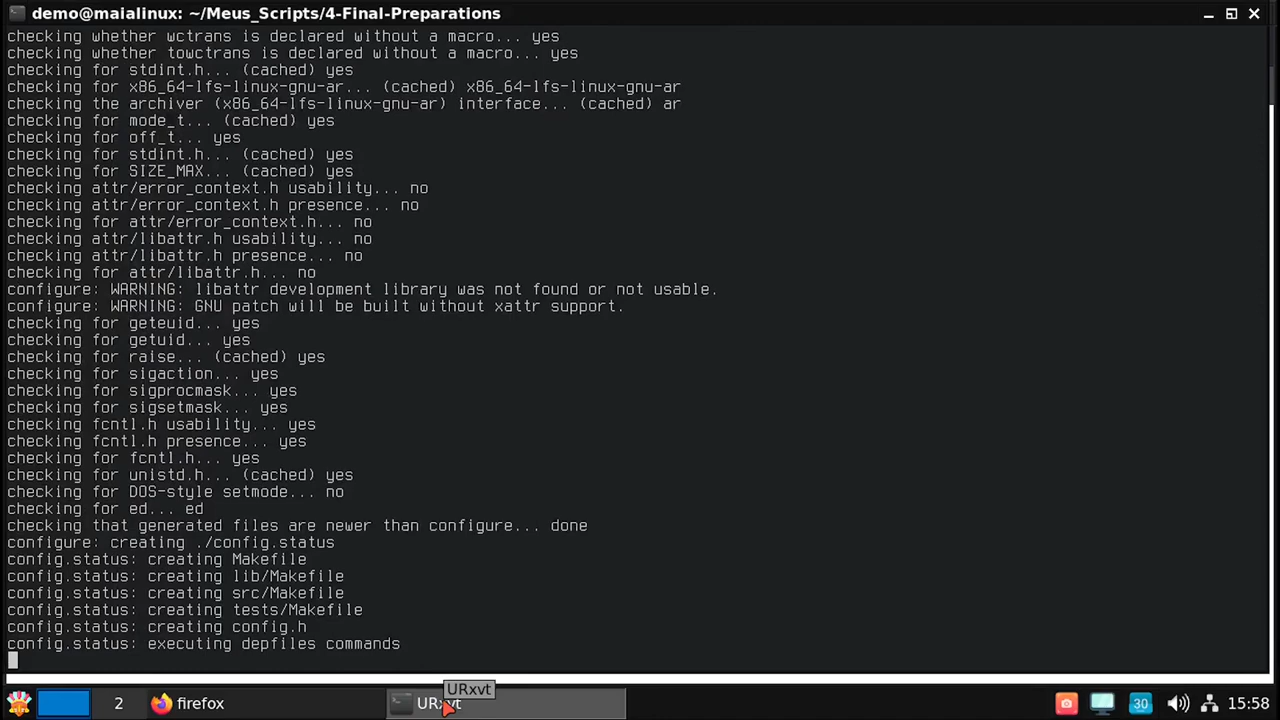 demo@maialinux: ~/Meus_Scripts/4-Final-Preparations
checking whether wctrans is declared without a macro... yes
checking whether towctrans is declared without a macro... yes
checking for stdint.h... (cached) yes
checking for x86_64-lfs-linux-gnu-ar... (cached) x86_64-lfs-linux-gnu-ar
checking the archiver (x86_64-lfs-linux-gnu-ar) interface... (cached) ar
checking for mode_t... (cached) yes
checking for off_t... yes
checking for stdint.h... (cached) yes
checking for SIZE_MAX... (cached) yes
checking attr/error_context.h usability... no
checking attr/error_context.h presence... no
checking for attr/error_context.h... no
checking attr/libattr.h usability... no
checking attr/libattr.h presence... no
checking for attr/libattr.h... no
configure: WARNING: libattr development library was not found or not usable.
configure: WARNING: GNU patch will be built without xattr support.
checking for geteuid... yes
checking for getuid... yes
checking for raise... (cached) yes
checking for sigaction... yes
checking for sigprocmask... yes
checking for sigsetmask... yes
checking fcntl.h usability... yes
checking fcntl.h presence... yes
checking for fcntl.h... yes
checking for unistd.h... (cached) yes
checking for DOS-style setmode... no
checking for ed... ed
checking that generated files are newer than configure... done
configure: creating ./config.status
config.status: creating Makefile
config.status: creating lib/Makefile
config.status: creating src/Makefile
config.status: creating tests/Makefile
config.status: creating config.h
config.status: executing depfiles commands
URxvt
2 firefox URxvt 30 15:58